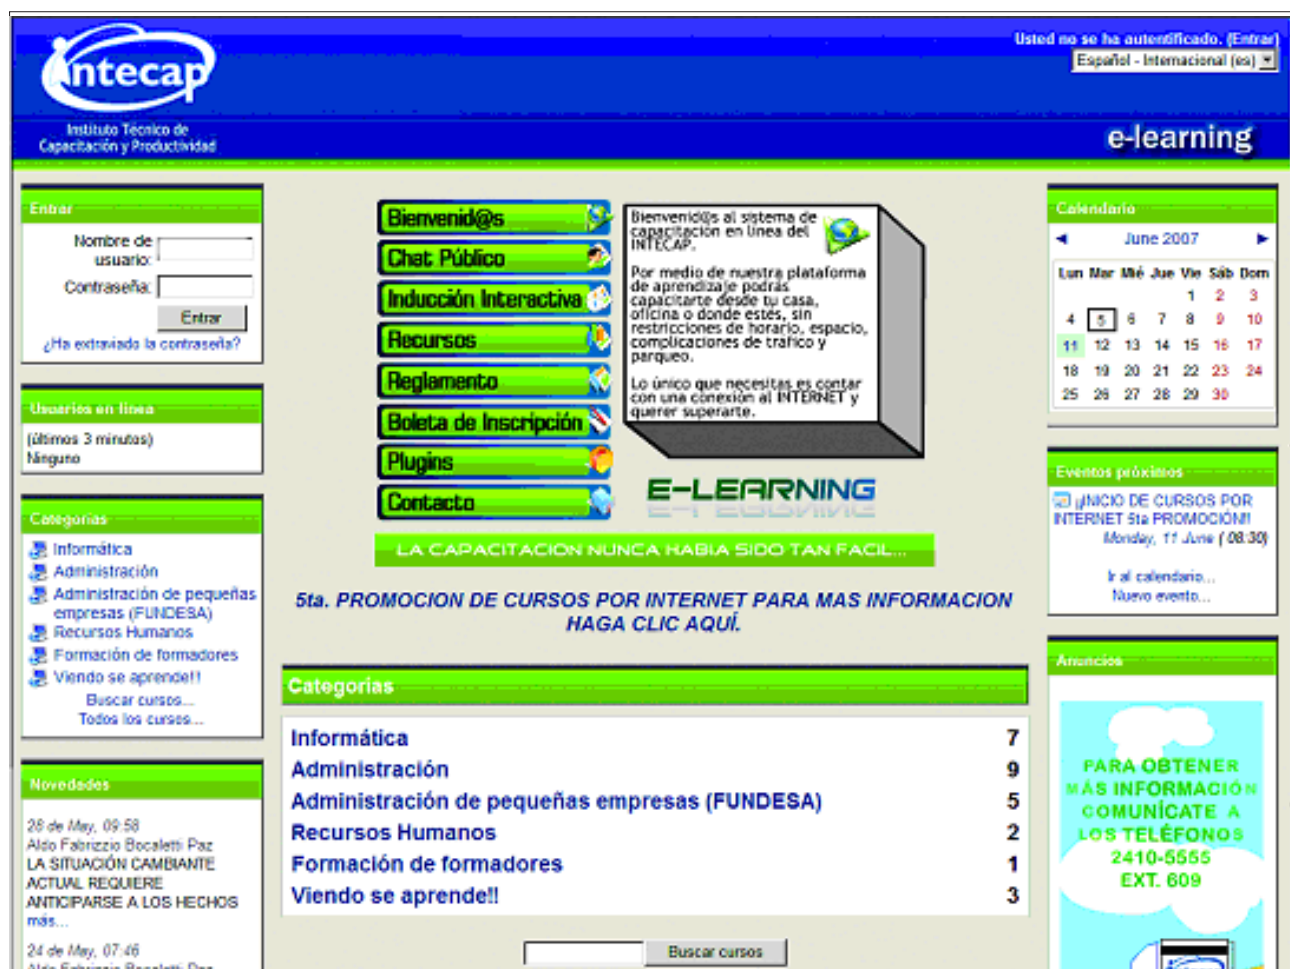 intecap
Instituto Técnico de
Capacitación y Productividad
Usted no se ha autentificado. (Entrar)
Español - Internacional (es)
e-learning
Entrar
Nombre de
usuario:
Contraseña:
Entrar
¿Ha extraviado la contraseña?
Usuarios en línea
(últimos 3 minutos)
Ninguno
Categorías
Informática
Administración
Administración de pequeñas
empresas (FUNDESA)
Recursos Humanos
Formación de formadores
Viendo se aprende!!
Buscar cursos...
Todos los cursos...
Novedades
28 de May, 09:58
Aldo Fabrizzio Bocaletti Paz
LA SITUACIÓN CAMBIANTE
ACTUAL REQUIERE
ANTICIPARSE A LOS HECHOS
más...
24 de May, 07:46
Aldo Fabrizzio Bocaletti Paz
Bienvenid@s
Chat Público
Inducción Interactiva
Recursos
Reglamento
Boleta de Inscripción
Plugins
Contacto
Bienvenid@s al sistema de
capacitación en línea del
INTECAP.
Por medio de nuestra plataforma
de aprendizaje podrás
capacitarte desde tu casa,
oficina o donde estés, sin
restricciones de horario, espacio,
complicaciones de tráfico y
parqueo.
Lo único que necesitas es contar
con una conexión al INTERNET y
querer superarte.
E-LEARNING
LA CAPACITACION NUNCA HABIA SIDO TAN FACIL...
5ta. PROMOCION DE CURSOS POR INTERNET PARA MAS INFORMACION
HAGA CLIC AQUÍ.
Categorías
Informática 7
Administración 9
Administración de pequeñas empresas (FUNDESA) 5
Recursos Humanos 2
Formación de formadores 1
Viendo se aprende!! 3
Buscar cursos
Calendario
◄ June 2007 ►
Lun Mar Mié Jue Vie Sáb Dom
1 2 3
4 5 6 7 8 9 10
11 12 13 14 15 16 17
18 19 20 21 22 23 24
25 26 27 28 29 30
Eventos próximos
¡¡INICIO DE CURSOS POR
INTERNET 5ta PROMOCIÓN!!
Monday, 11 June (08:30)
Ir al calendario...
Nuevo evento...
Anuncios
PARA OBTENER
MÁS INFORMACIÓN
COMUNÍCATE A
LOS TELÉFONOS
2410-5555
EXT. 609